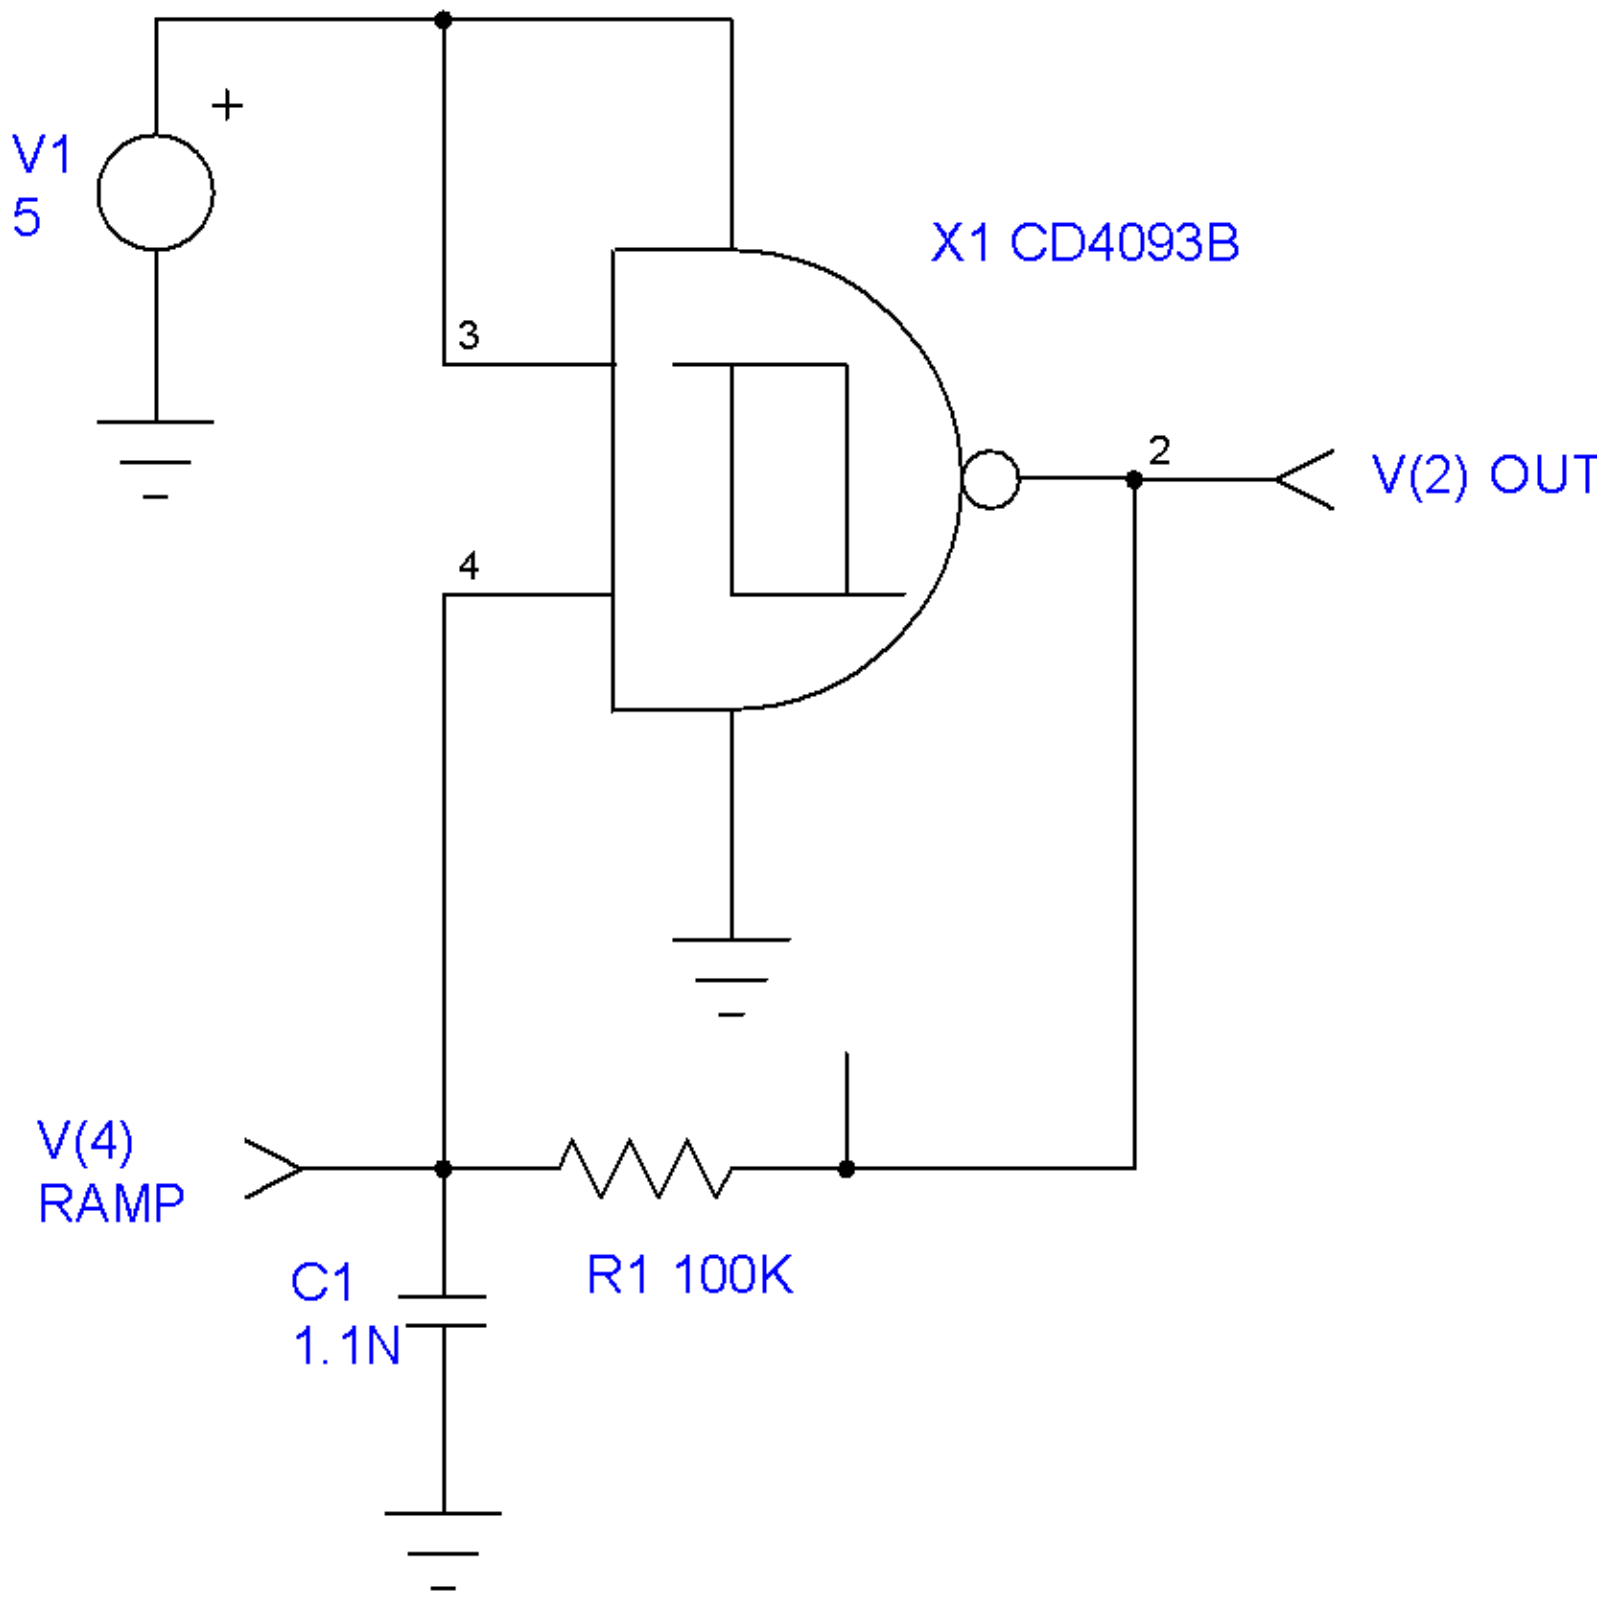 +
V1
5
X1 CD4093B
3
2
V(2) OUT
4
V(4)
RAMP
R1 100K
C1
1.1N